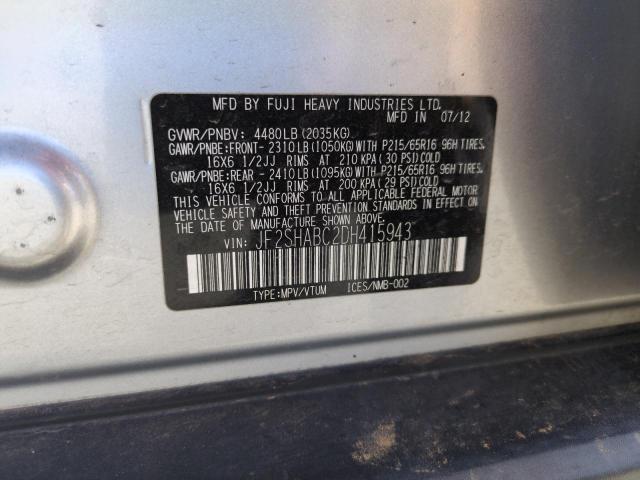 MFD BY FUJI HEAVY INDUSTRIES LTD.
MFD IN 07/12
GVWR/PNBV: 4480LB(2035KG)
GAWR/PNBE:FRONT- 2310LB(1050KG)WITH P215/65R16 96H TIRES
16X6 1/2JJ RIMS AT 210 KPA(30 PSI)COLD
GAWR/PNBE:REAR - 2410LB(1095KG)WITH P215/65R16 96H TIRES
16X6 1/2JJ RIMS AT 200 KPA(29 PSI)COLD
THIS VEHICLE CONFORMS TO ALL APPLICABLE FEDERAL MOTOR
VEHICLE SAFETY AND THEFT PREVENTION STANDARDS IN EFFECT ON
THE DATE OF MANUFACTURE SHOWN ABOVE.
VIN: JF2SHABC2DH415943
TYPE:MPV/VTUM ICES/NMB-002